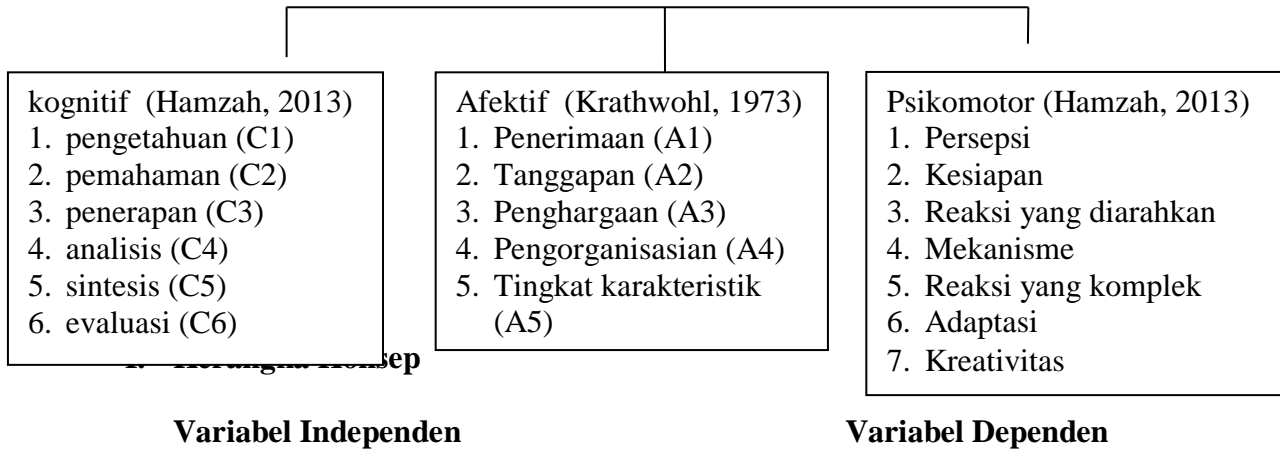 kognitif (Hamzah, 2013)
1. pengetahuan (C1)
2. pemahaman (C2)
3. penerapan (C3)
4. analisis (C4)
5. sintesis (C5)
6. evaluasi (C6)
Afektif (Krathwohl, 1973)
1. Penerimaan (A1)
2. Tanggapan (A2)
3. Penghargaan (A3)
4. Pengorganisasian (A4)
5. Tingkat karakteristik
(A5)
Psikomotor (Hamzah, 2013)
1. Persepsi
2. Kesiapan
3. Reaksi yang diarahkan
4. Mekanisme
5. Reaksi yang komplek
6. Adaptasi
7. Kreativitas
Kerangka Konsep
Variabel Independen
Variabel Dependen